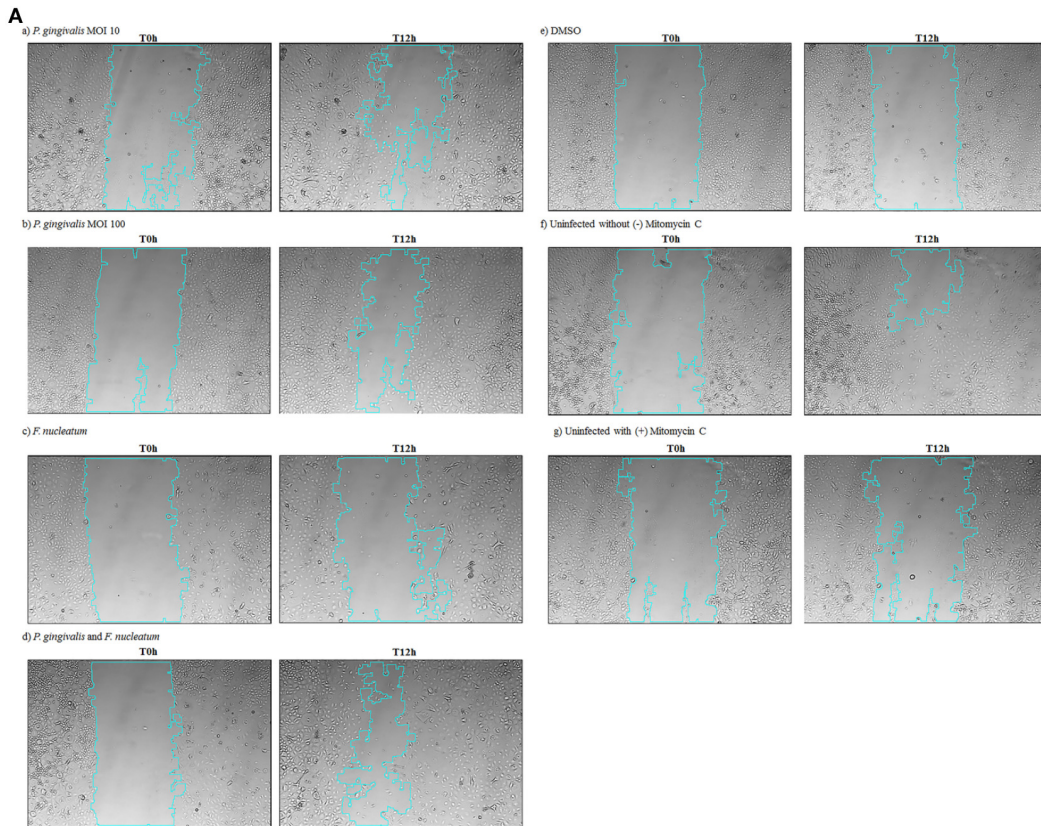 A
a) P. gingivalis MOI 10
T0h
T12h
b) P. gingivalis MOI 100
T0h
T12h
c) F. nucleatum
T0h
T12h
d) P. gingivalis and F. nucleatum
T0h
T12h
e) DMSO
T0h
T12h
f) Uninfected without (-) Mitomycin C
T0h
T12h
g) Uninfected with (+) Mitomycin C
T0h
T12h